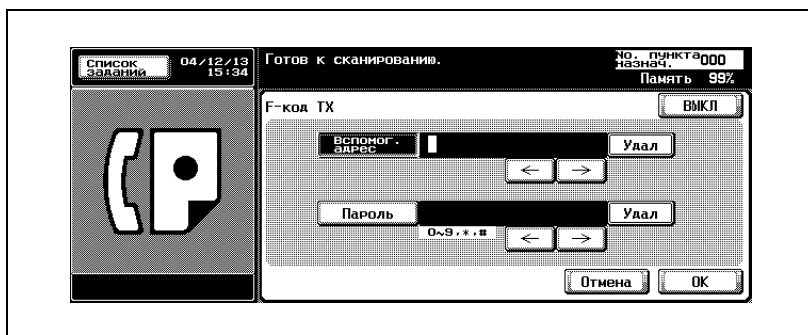 Список заданий
04/12/13
15:34
Готов к сканированию.
No. пункта назнач.
000
Память 99%
F-код TX
ВЫКЛ
Вспомог. адрес
Удал
← →
Пароль
Удал
0~9,*,#
← →
Отмена
OK